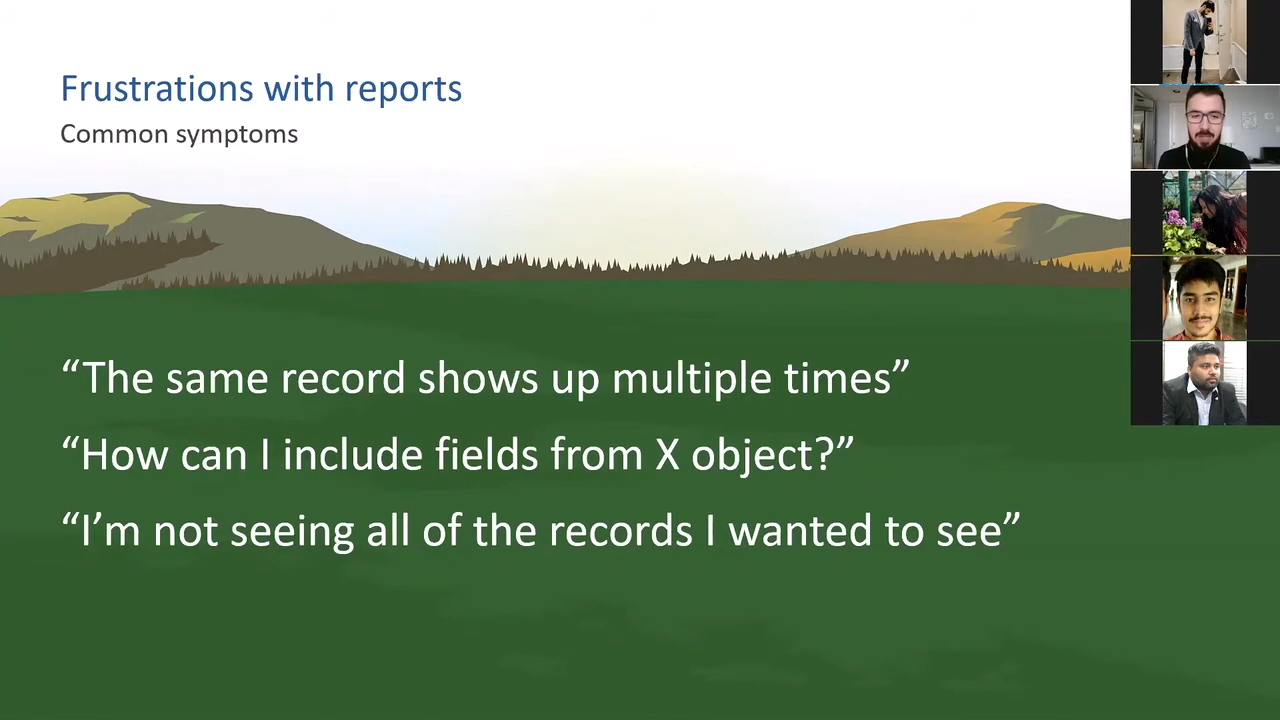 Frustrations with reports
Common symptoms
“The same record shows up multiple times”
“How can I include fields from X object?”
“I’m not seeing all of the records I wanted to see”